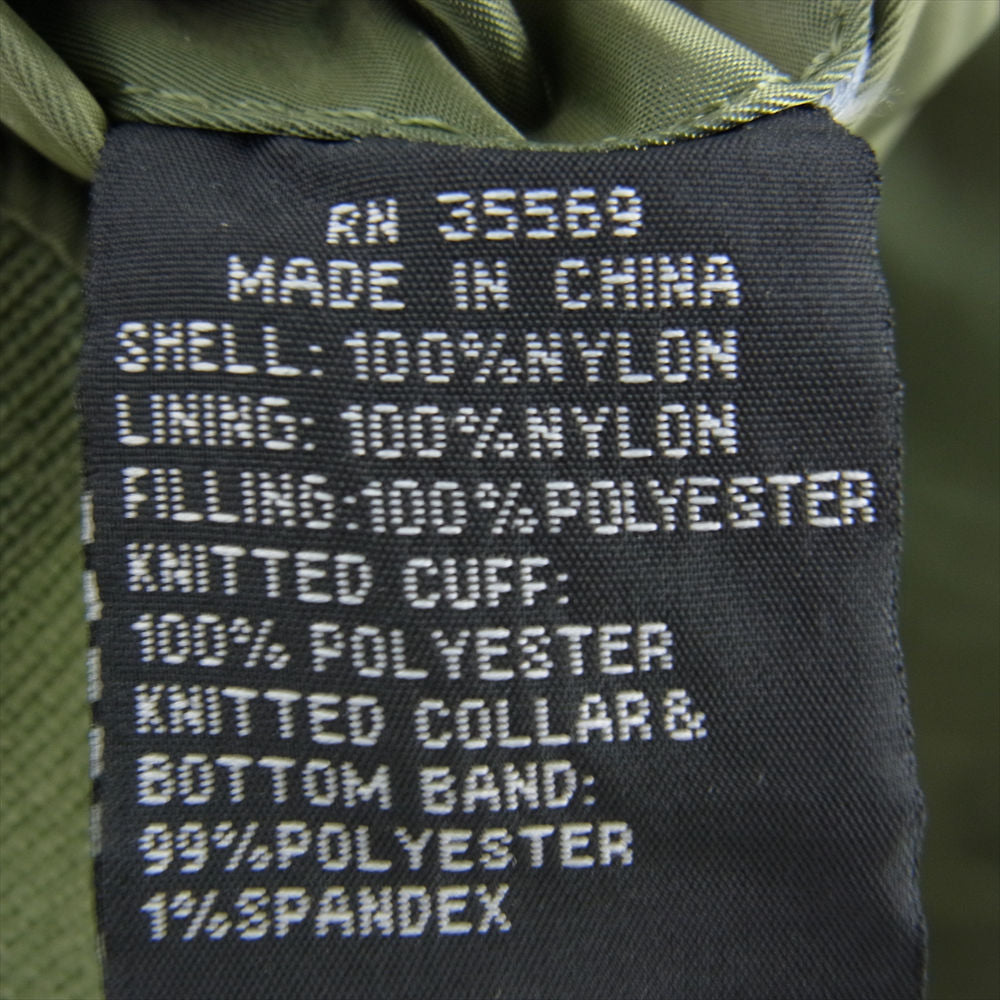 RN 35569
MADE IN CHINA
SHELL: 100%NYLON
LINING: 100%NYLON
FILLING:100%POLYESTER
KNITTED CUFF:
100% POLYESTER
KNITTED COLLAR&
BOTTOM BAND:
99%POLYESTER
1%SPANDEX